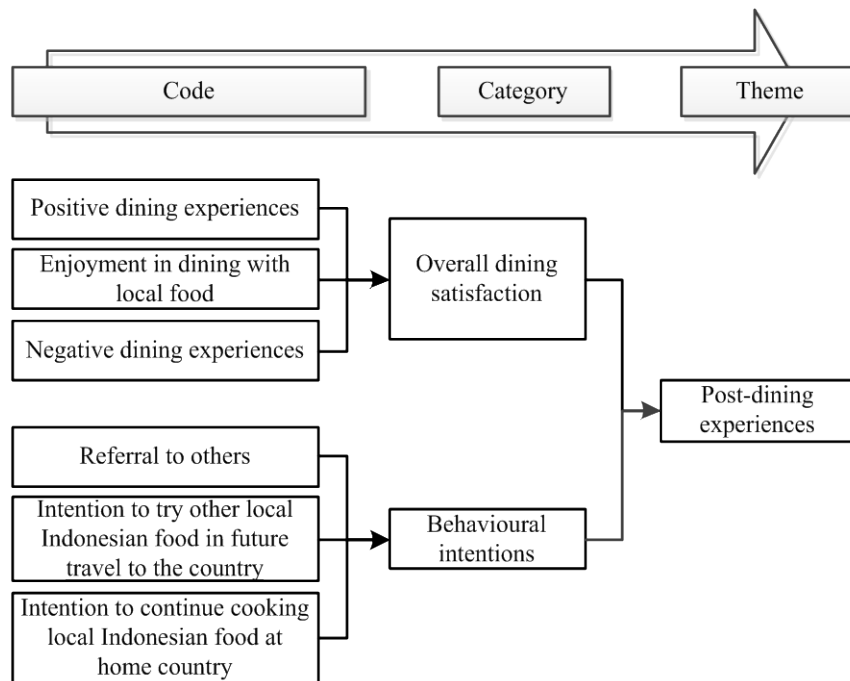 Code
Category
Theme
Positive dining experiences
Enjoyment in dining with
local food
Negative dining experiences
Overall dining
satisfaction
Referral to others
Intention to try other local
Indonesian food in future
travel to the country
Intention to continue cooking
local Indonesian food at
home country
Behavioural
intentions
Post-dining
experiences